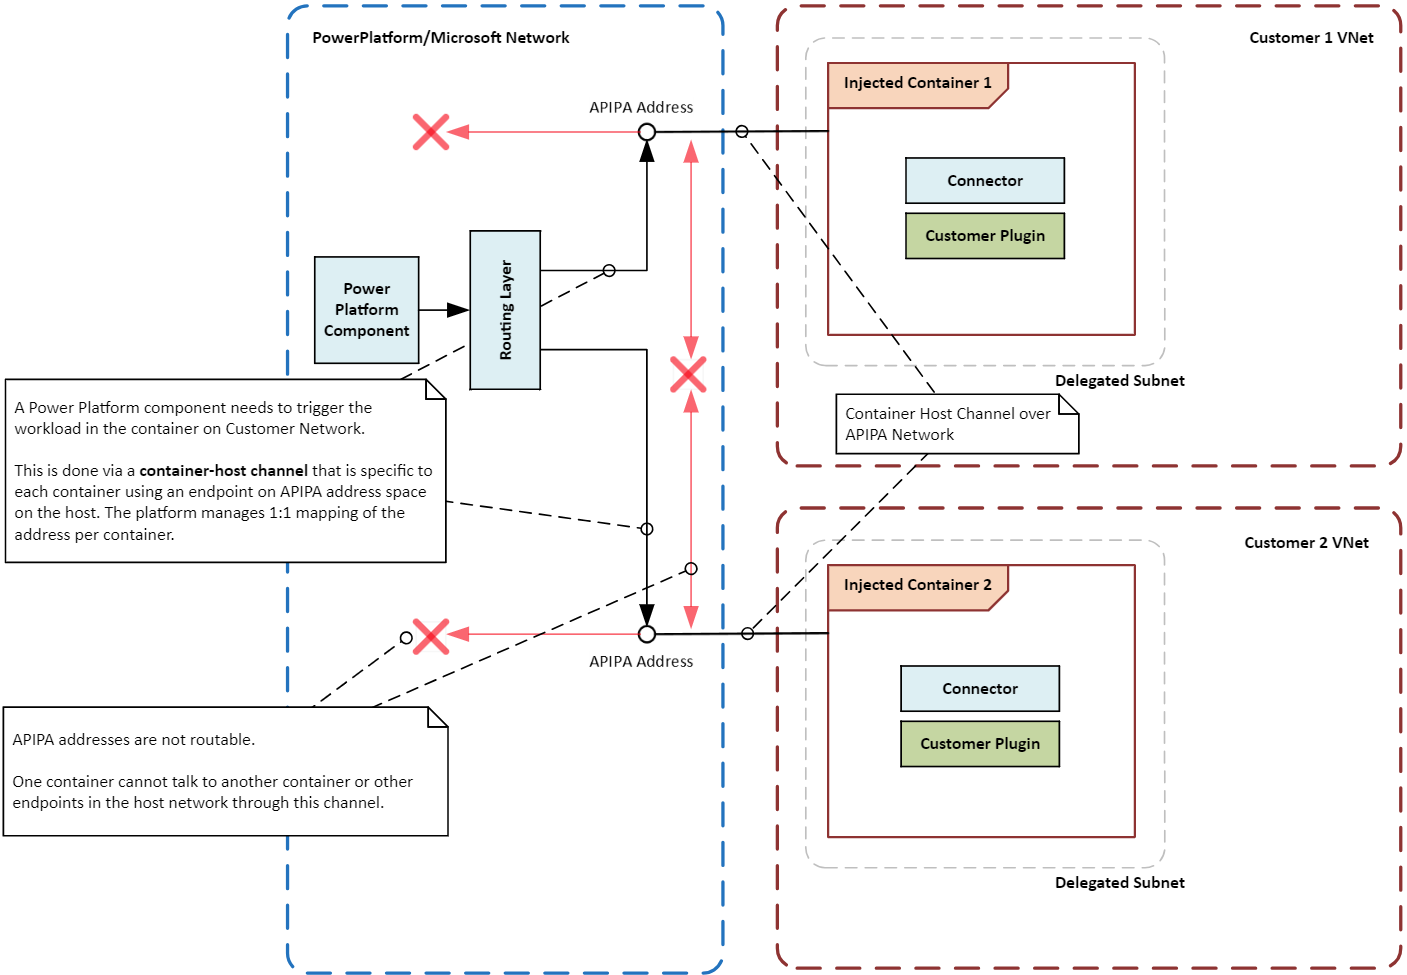 PowerPlatform/Microsoft Network
Customer 1 VNet
APIPA Address
Injected Container 1
Connector
Customer Plugin
Delegated Subnet
Power
Platform
Component
Routing Layer
A Power Platform component needs to trigger the
workload in the container on Customer Network.
This is done via a container-host channel that is specific to
each container using an endpoint on APIPA address space
on the host. The platform manages 1:1 mapping of the
address per container.
Container Host Channel over
APIPA Network
Customer 2 VNet
Injected Container 2
APIPA Address
Connector
Customer Plugin
Delegated Subnet
APIPA addresses are not routable.
One container cannot talk to another container or other
endpoints in the host network through this channel.